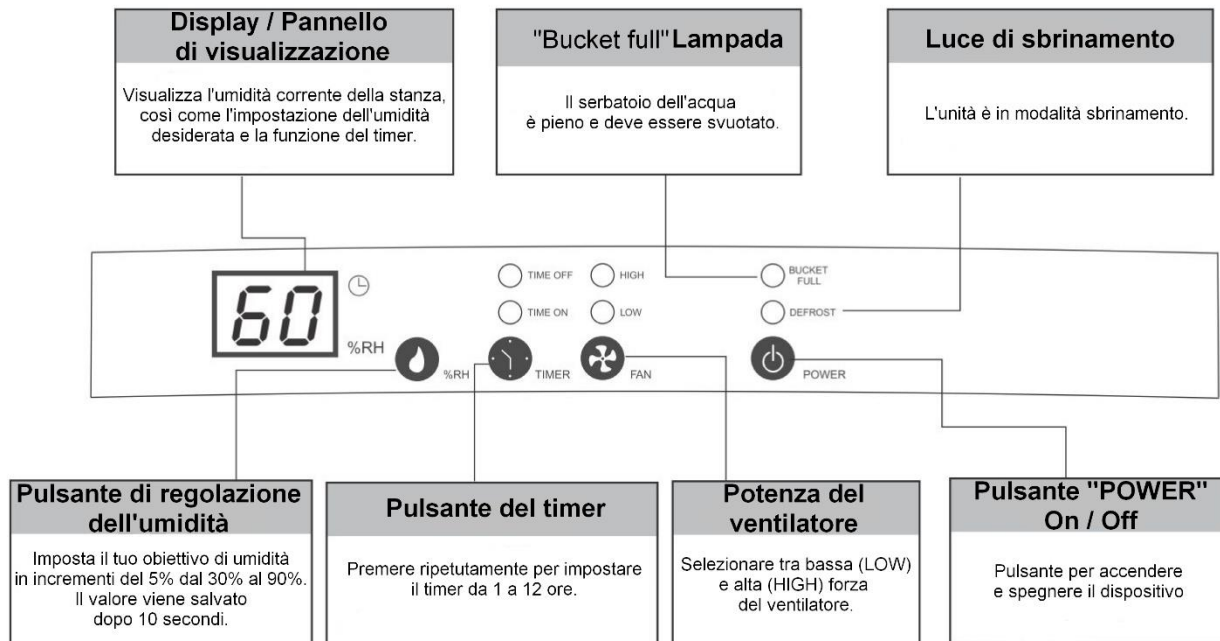 Display / Pannello
di visualizzazione
Visualizza l'umidità corrente della stanza,
così come l'impostazione dell'umidità
desiderata e la funzione del timer.
"Bucket full" Lampada
Il serbatoio dell'acqua
è pieno e deve essere svuotato.
Luce di sbrinamento
L'unità è in modalità sbrinamento.
60
%RH
%RH
TIME OFF
TIME ON
TIMER
HIGH
LOW
FAN
BUCKET
FULL
DEFROST
POWER
Pulsante di regolazione
dell'umidità
Imposta il tuo obiettivo di umidità
in incrementi del 5% dal 30% al 90%.
Il valore viene salvato
dopo 10 secondi.
Pulsante del timer
Premere ripetutamente per impostare
il timer da 1 a 12 ore.
Potenza del
ventilatore
Selezionare tra bassa (LOW)
e alta (HIGH) forza
del ventilatore.
Pulsante "POWER"
On / Off
Pulsante per accendere
e spegnere il dispositivo